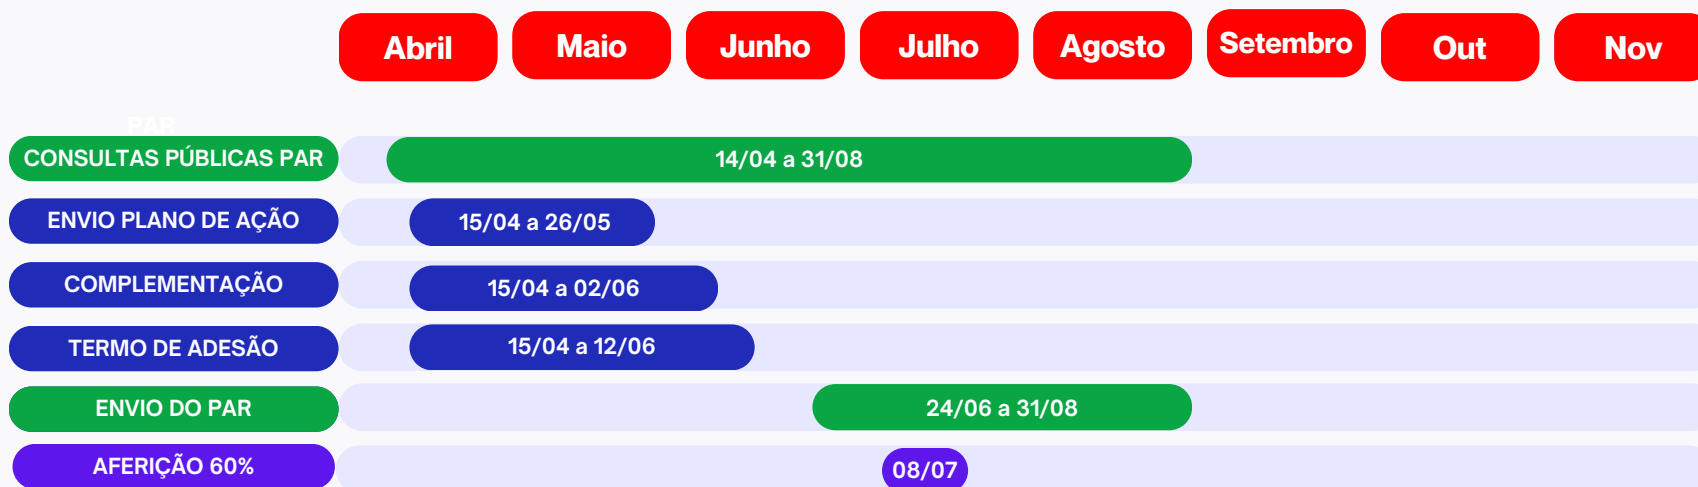 Abril Maio Junho Julho Agosto Setembro Out Nov
PAR
CONSULTAS PÚBLICAS PAR 14/04 a 31/08
ENVIO PLANO DE AÇÃO 15/04 a 26/05
COMPLEMENTAÇÃO 15/04 a 02/06
TERMO DE ADESÃO 15/04 a 12/06
ENVIO DO PAR 24/06 a 31/08
AFERIÇÃO 60% 08/07